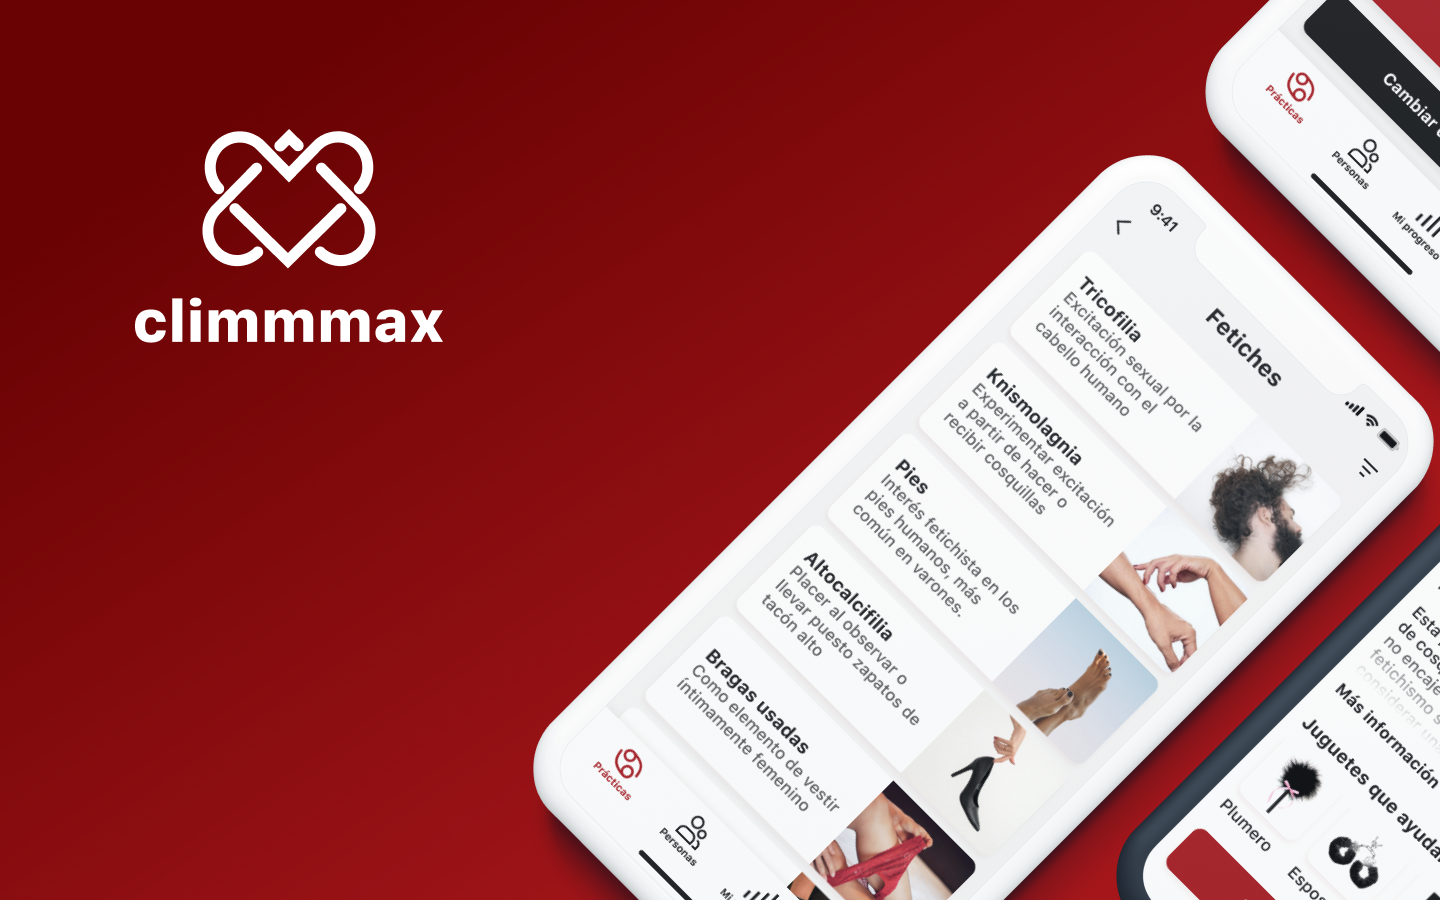 climmmax
9:41
Fetiches
Tricofilia
Excitación sexual por la
interacción con el
cabello humano
Knismolagnia
Experimentar excitación
a partir de hacer o
recibir cosquillas
Pies
Interés fetichista en los
pies humanos, más
común en varones.
Altocalcifilia
Placer al observar o
llevar puesto zapatos de
tacón alto
Bragas usadas
Como elemento de vestir
íntimamente femenino
Prácticas
Personas
Mi
Cambiar
Prácticas
Personas
Mi progreso
Esta
de cos
no encaje
fetichismo s
considerar una
Más información
Juguetes que ayuda
Plumero
Espos